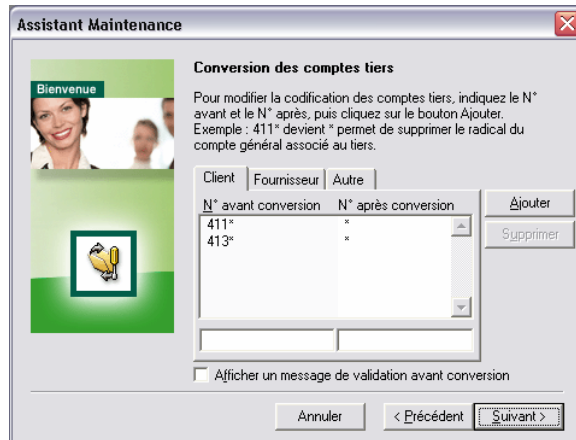 Assistant Maintenance
Bienvenue
Conversion des comptes tiers
Pour modifier la codification des comptes tiers, indiquez le N°
avant et le N° après, puis cliquez sur le bouton Ajouter.
Exemple : 411* devient * permet de supprimer le radical du
compte général associé au tiers.
Client Fournisseur Autre
N° avant conversion N° après conversion
411* *
413* *
Ajouter
Supprimer
Afficher un message de validation avant conversion
Annuler < Précédent Suivant >